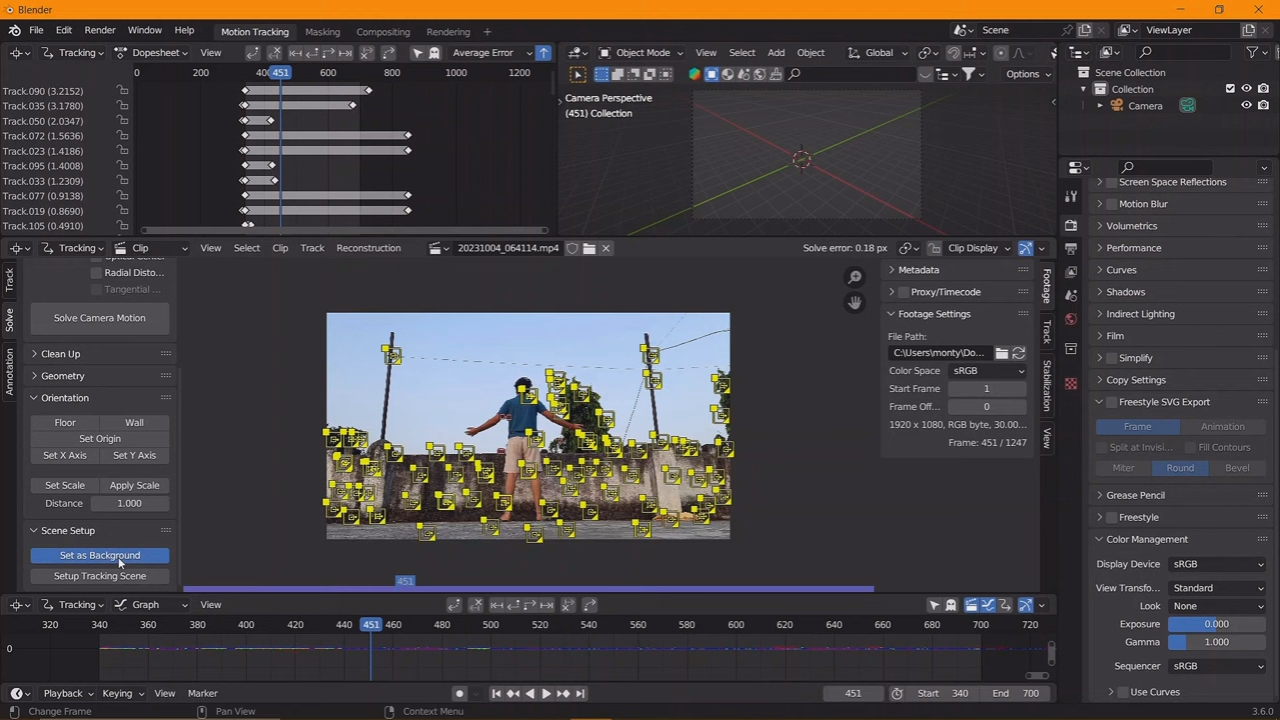 Blender
File Edit Render Window Help Motion Tracking Masking Compositing Rendering Scene ViewLayer
Tracking Dopesheet View Average Error
0 200 451 600 800 1000 1200
Track.090 (3.2152)
Track.035 (3.1780)
Track.050 (2.0347)
Track.072 (1.5636)
Track.023 (1.4186)
Track.095 (1.4008)
Track.033 (1.2309)
Track.077 (0.9138)
Track.019 (0.8690)
Track.105 (0.4910)
Object Mode View Select Add Object Global
Options
Camera Perspective
(451) Collection
Scene Collection
Collection
Camera
Tracking Clip View Select Clip Track Reconstruction 20231004_064114.mp4 Solve error: 0.18 px Clip Display
Track
Solve
Annotation
Radial Disto...
Tangential ...
Solve Camera Motion
Clean Up
Geometry
Orientation
Floor Wall
Set Origin
Set X Axis Set Y Axis
Set Scale Apply Scale
Distance 1.000
Scene Setup
Set as Background
Setup Tracking Scene
451
Metadata
Proxy/Timecode
Footage Settings
File Path:
C:\Users\monty\Do...
Color Space sRGB
Start Frame 1
Frame Off... 0
1920 x 1080, RGB byte, 30.00...
Frame: 451 / 1247
Footage
Track
Stabilization
View
Screen Space Reflections
Motion Blur
Volumetrics
Performance
Curves
Shadows
Indirect Lighting
Film
Simplify
Copy Settings
Freestyle SVG Export
Frame Animation
Split at Invisi... Fill Contours
Miter Round Bevel
Grease Pencil
Freestyle
Color Management
Display Device sRGB
View Transfo... Standard
Look None
Exposure 0.000
Gamma 1.000
Sequencer sRGB
Use Curves
Tracking Graph View
320 340 360 380 400 420 440 451 460 480 500 520 540 560 580 600 620 640 660 680 700 720
0
Playback Keying View Marker 451 Start 340 End 700
Change Frame Pan View Context Menu 3.6.0